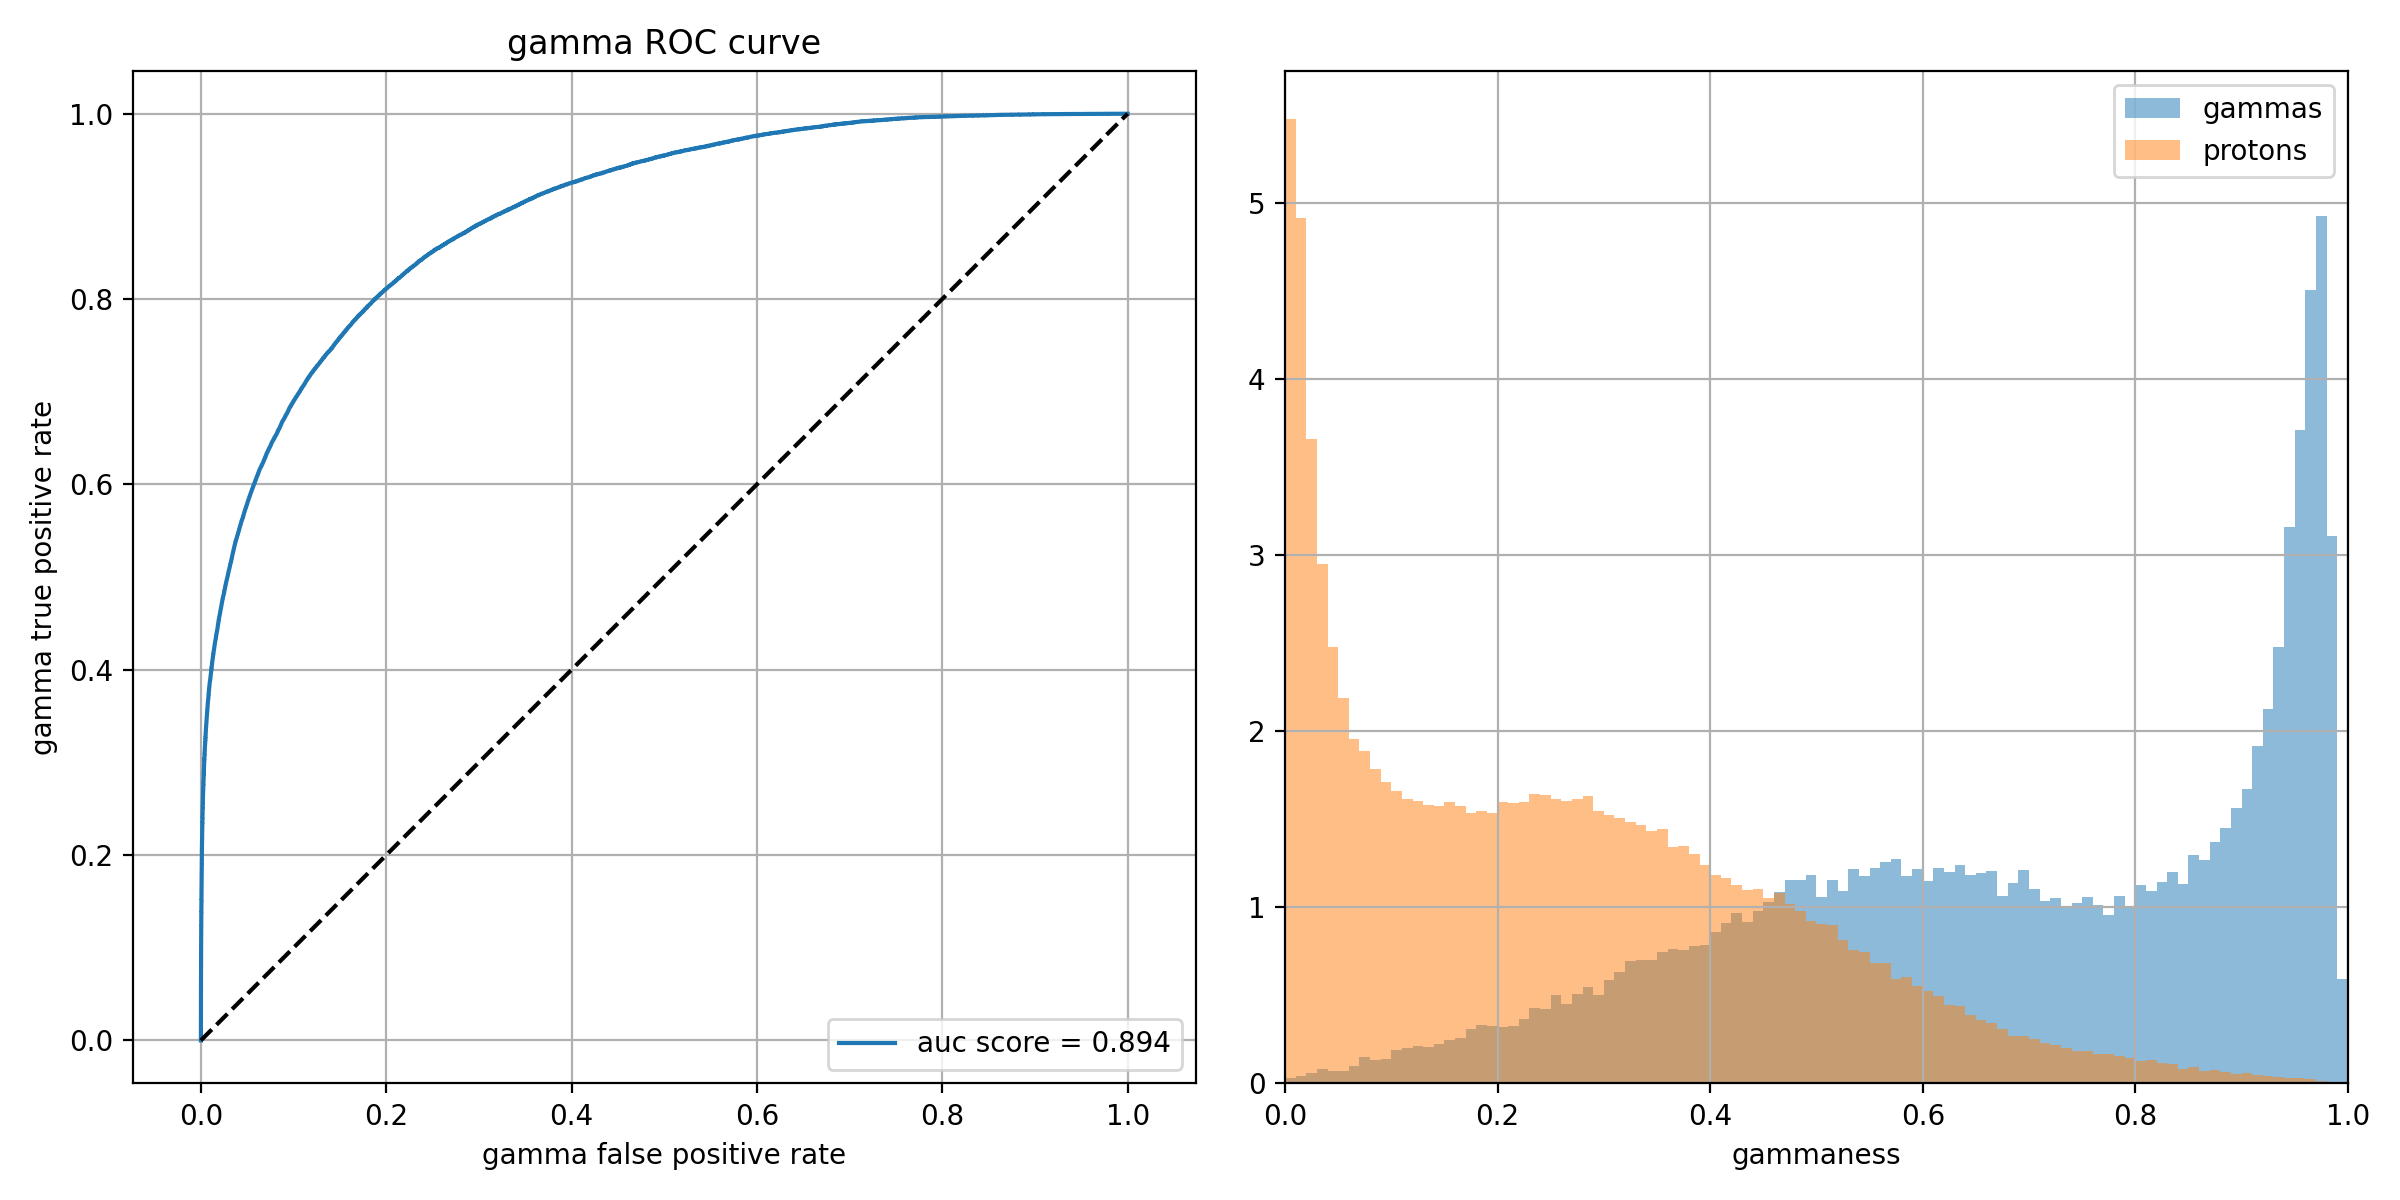 gamma ROC curve
gamma true positive rate
1.0
0.8
0.6
0.4
0.2
0.0
auc score = 0.894
0.0 0.2 0.4 0.6 0.8 1.0
gamma false positive rate
gammas
protons
5
4
3
2
1
0
0.0 0.2 0.4 0.6 0.8 1.0
gammaness